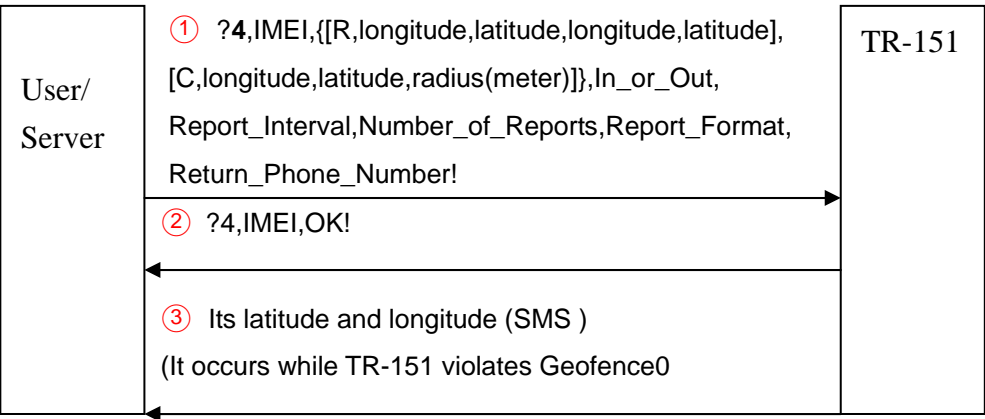 ① ?4,IMEI,{[R,longitude,latitude,longitude,latitude],
[C,longitude,latitude,radius(meter)]},In_or_Out,
Report_Interval,Number_of_Reports,Report_Format,
Return_Phone_Number!
User/
Server
TR-151
② ?4,IMEI,OK!
③ Its latitude and longitude (SMS )
(It occurs while TR-151 violates Geofence0